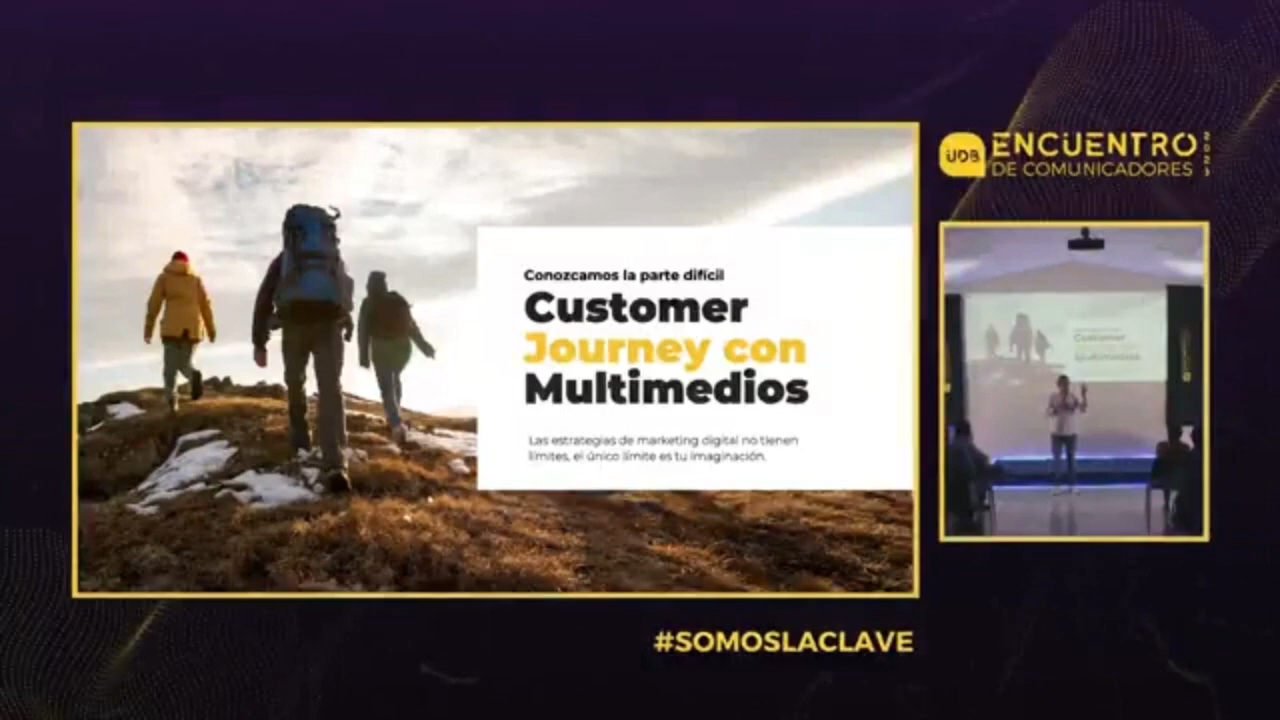 UDB
ENCUENTRO
DE COMUNICADORES
Conozcamos la parte difícil
Customer
Journey con
Multimedios
Las estrategias de marketing digital no tienen
límites, el único límite es tu imaginación.
#SOMOSLACLAVE